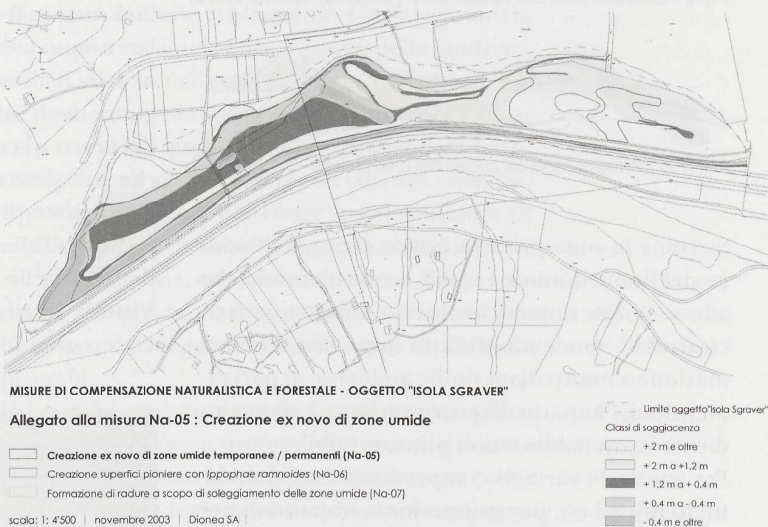 MISURE DI COMPENSAZIONE NATURALISTICA E FORESTALE - OGGETTO "ISOLA SGRAVER"
Allegato alla misura Na-05 : Creazione ex novo di zone umide
Creazione ex novo di zone umide temporanee / permanenti (Na-05)
Creazione superfici pioniere con Ippophae ramnoides (Na-06)
Formazione di radure a scopo di soleggiamento delle zone umide (Na-07)
scala: 1: 4'500 | novembre 2003 | Dionea SA |
Limite oggetto"Isola Sgraver"
Classi di soggiacenza
+ 2 m e oltre
+ 2 m a +1.2 m
+ 1.2 m a + 0.4 m
+ 0.4 m a - 0.4 m
- 0.4 m e oltre